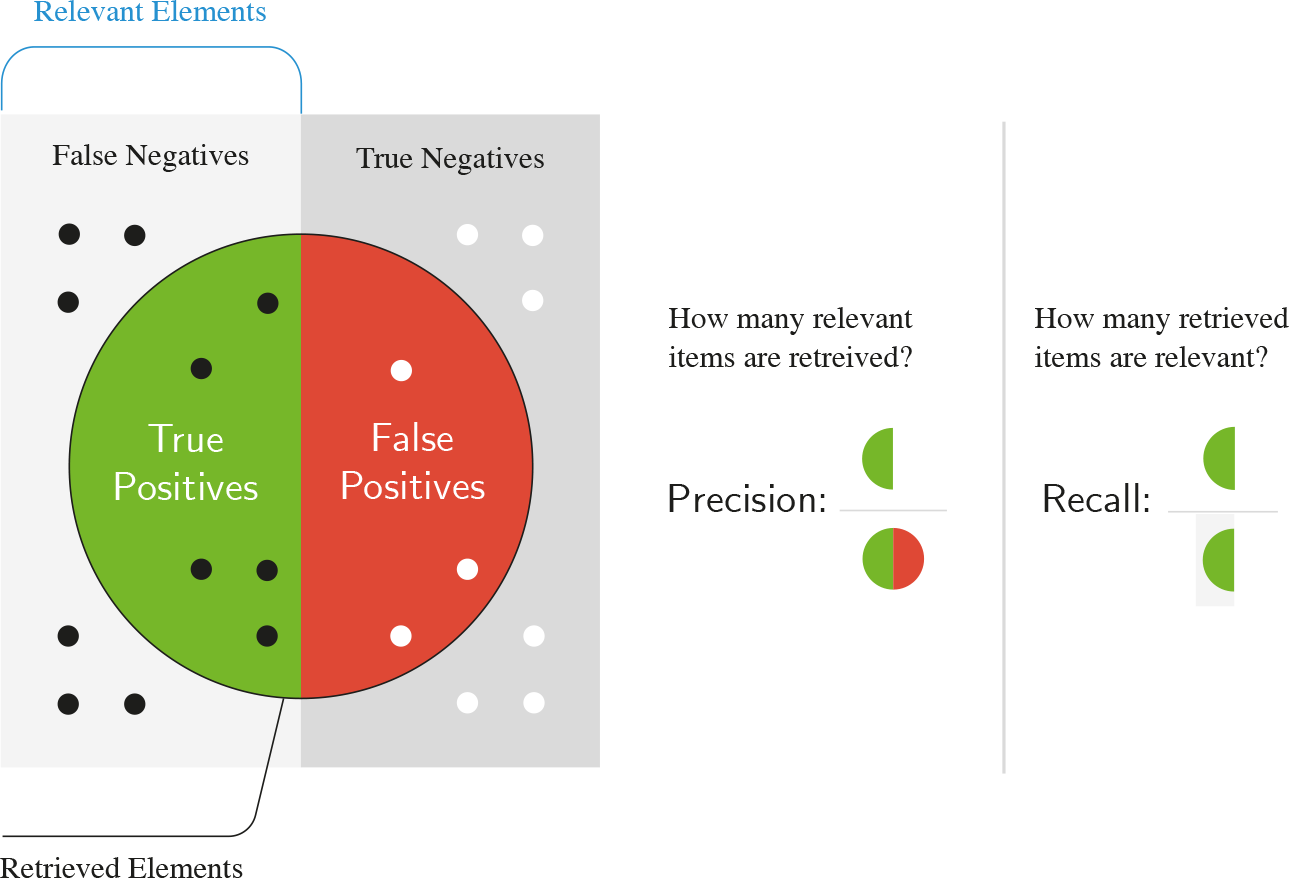 Relevant Elements
False Negatives
True Negatives
True
Positives
False
Positives
Retrieved Elements
How many relevant
items are retreived?
Precision:
How many retrieved
items are relevant?
Recall: